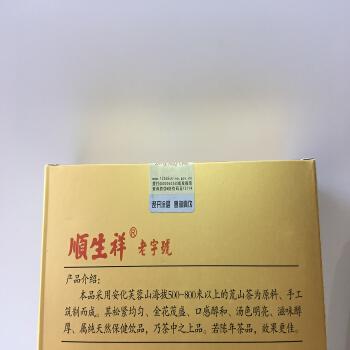 順生祥® 老字號
产品介绍:
本品采用安化芙蓉山海拔500-800米以上的荒山茶为原料、手工
筑制而成。其松紧均匀、金花茂盛、口感醇和、汤色明亮、滋味醇
厚、属纯天然保健饮品，乃茶中之上品。若陈年茶品，效果更佳。